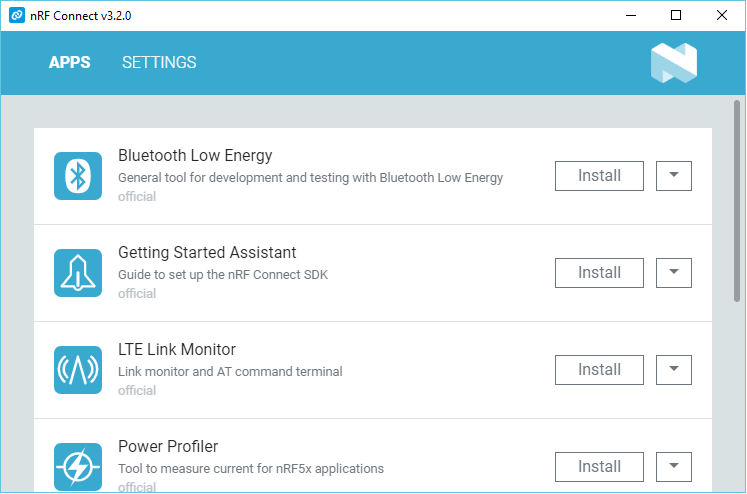 nRF Connect v3.2.0
APPS SETTINGS
Bluetooth Low Energy
General tool for development and testing with Bluetooth Low Energy
official
Install
Getting Started Assistant
Guide to set up the nRF Connect SDK
official
Install
LTE Link Monitor
Link monitor and AT command terminal
official
Install
Power Profiler
Tool to measure current for nRF5x applications
official
Install